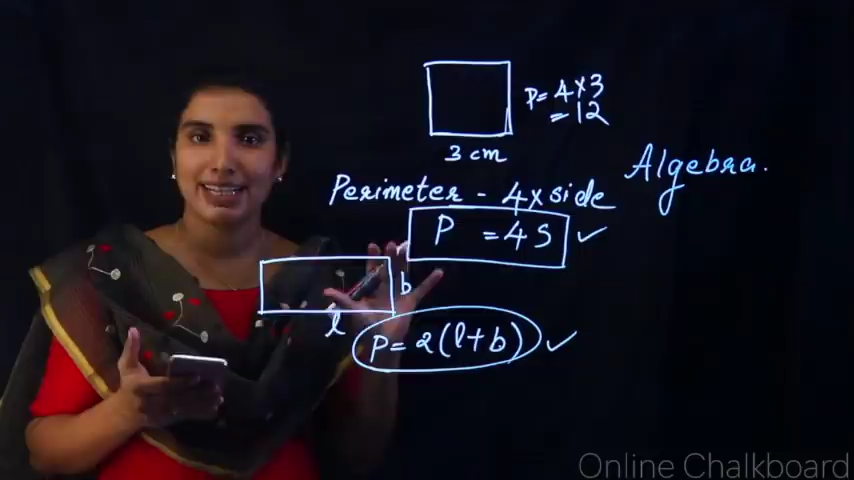 P= 4×3
= 12
3 cm
Algebra.
Perimeter - 4×side
P = 4S
b
l
P= 2(l+b)
Online Chalkboard